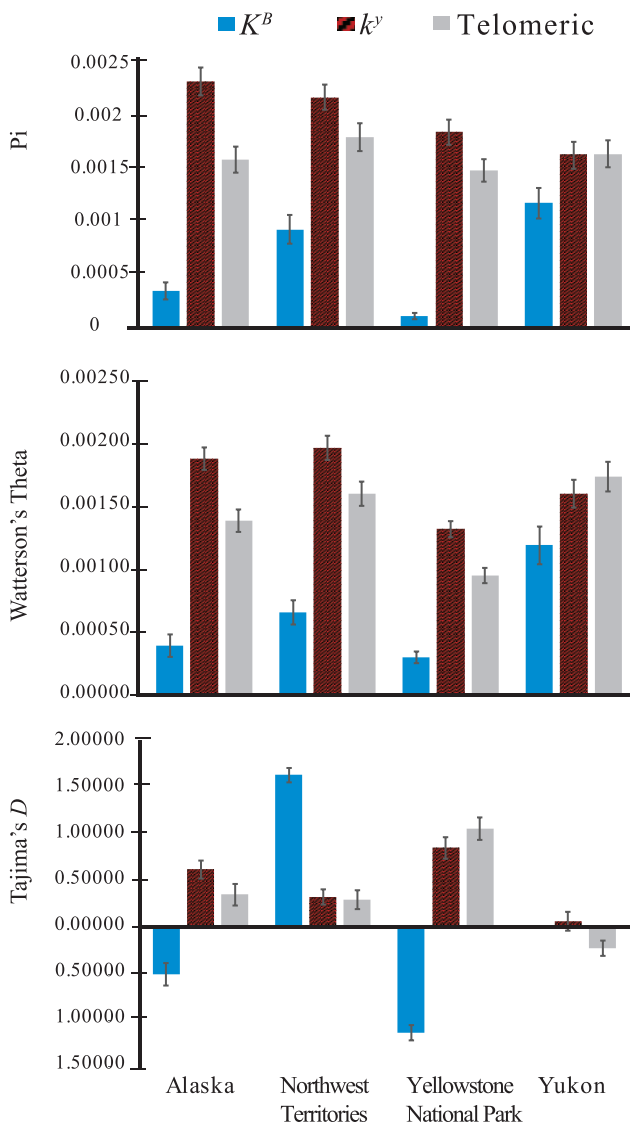 K^B k^y Telomeric
Pi
0.0025
0.002
0.0015
0.001
0.0005
0
Watterson's Theta
0.00250
0.00200
0.00150
0.00100
0.00050
0.00000
Tajima's D
2.00000
1.50000
1.00000
0.50000
0.00000
0.50000
1.00000
1.50000
Alaska
Northwest
Territories
Yellowstone
National Park
Yukon